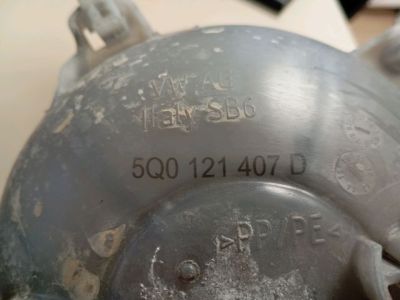 VW AG
Italy SB6
5Q0 121 407 D
>PP/PE<